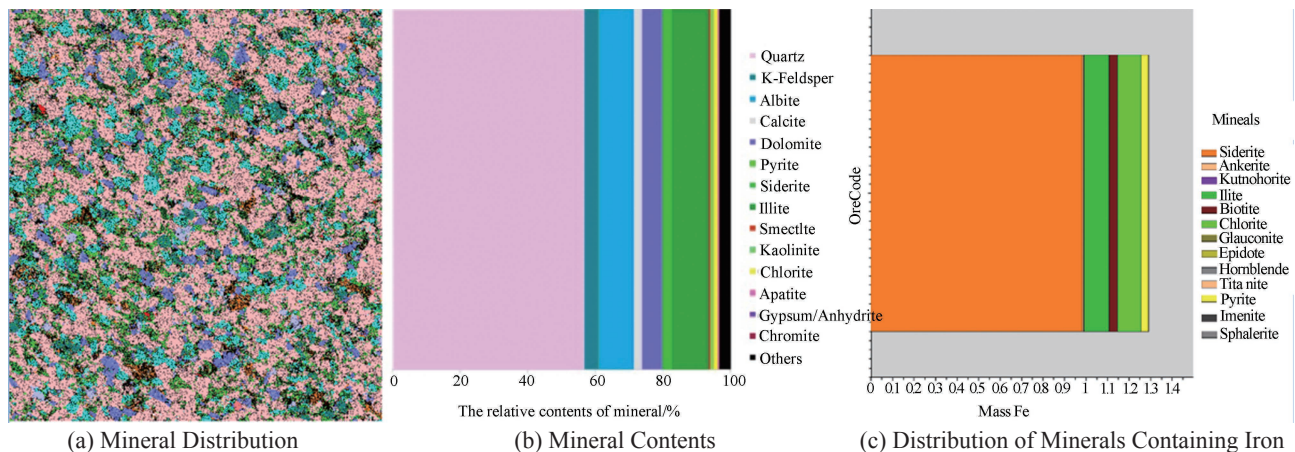 Quartz
K-Feldsper
Albite
Calcite
Dolomite
Pyrite
Siderite
Illite
Smectlte
Kaolinite
Chlorite
Apatite
Gypsum/Anhydrite
Chromite
Others
0 20 40 60 80 100
The relative contents of mineral/%
OreCode
Mineals
Siderite
Ankerite
Kutnohorite
Ilite
Biotite
Chlorite
Glauconite
Epidote
Hornblende
Tita nite
Pyrite
Imenite
Sphalerite
0 0.1 0.2 0.3 0.4 0.5 0.6 0.7 0.8 0.9 1 1.1 1.2 1.3 1.4
Mass Fe
(a) Mineral Distribution
(b) Mineral Contents
(c) Distribution of Minerals Containing Iron